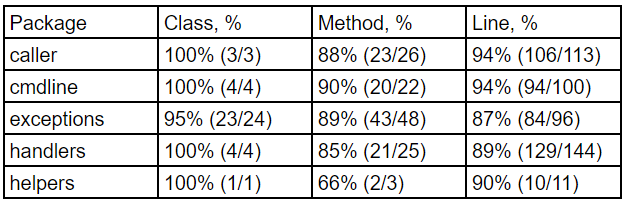 Package Class, % Method, % Line, %
caller 100% (3/3) 88% (23/26) 94% (106/113)
cmdline 100% (4/4) 90% (20/22) 94% (94/100)
exceptions 95% (23/24) 89% (43/48) 87% (84/96)
handlers 100% (4/4) 85% (21/25) 89% (129/144)
helpers 100% (1/1) 66% (2/3) 90% (10/11)